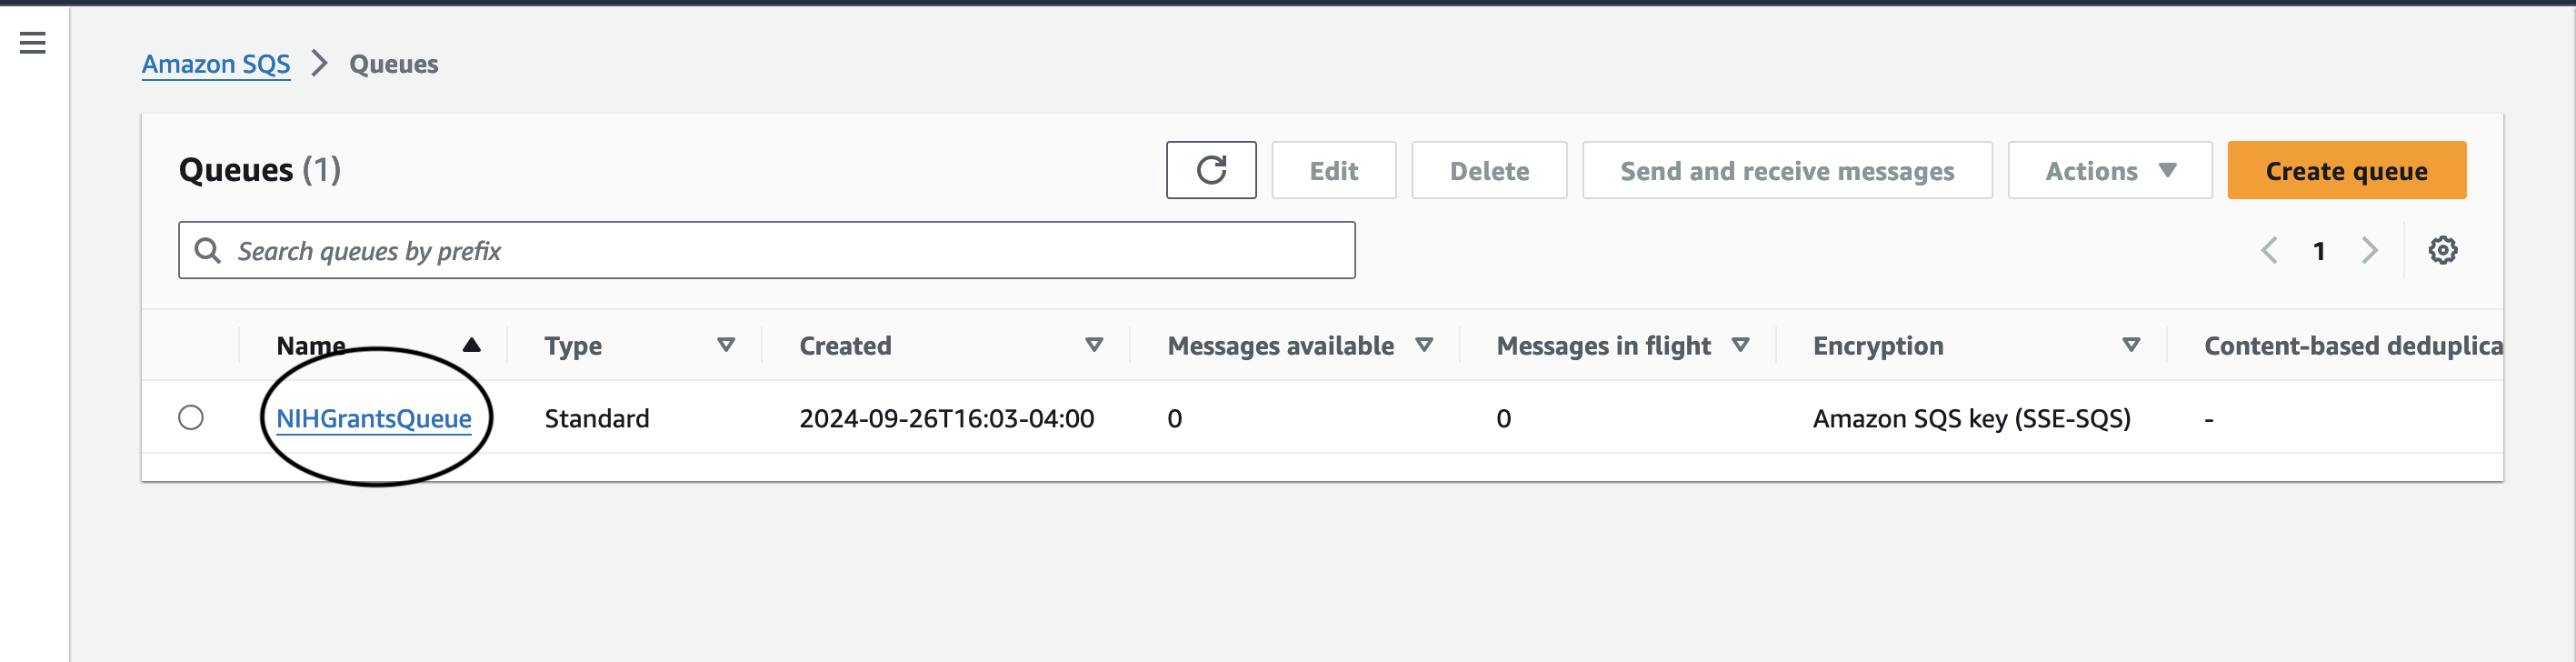 Amazon SQS > Queues
Queues (1)
Edit
Delete
Send and receive messages
Actions
Create queue
Search queues by prefix
1
Name Type Created Messages available Messages in flight Encryption Content-based deduplica
NIHGrantsQueue Standard 2024-09-26T16:03-04:00 0 0 Amazon SQS key (SSE-SQS) -